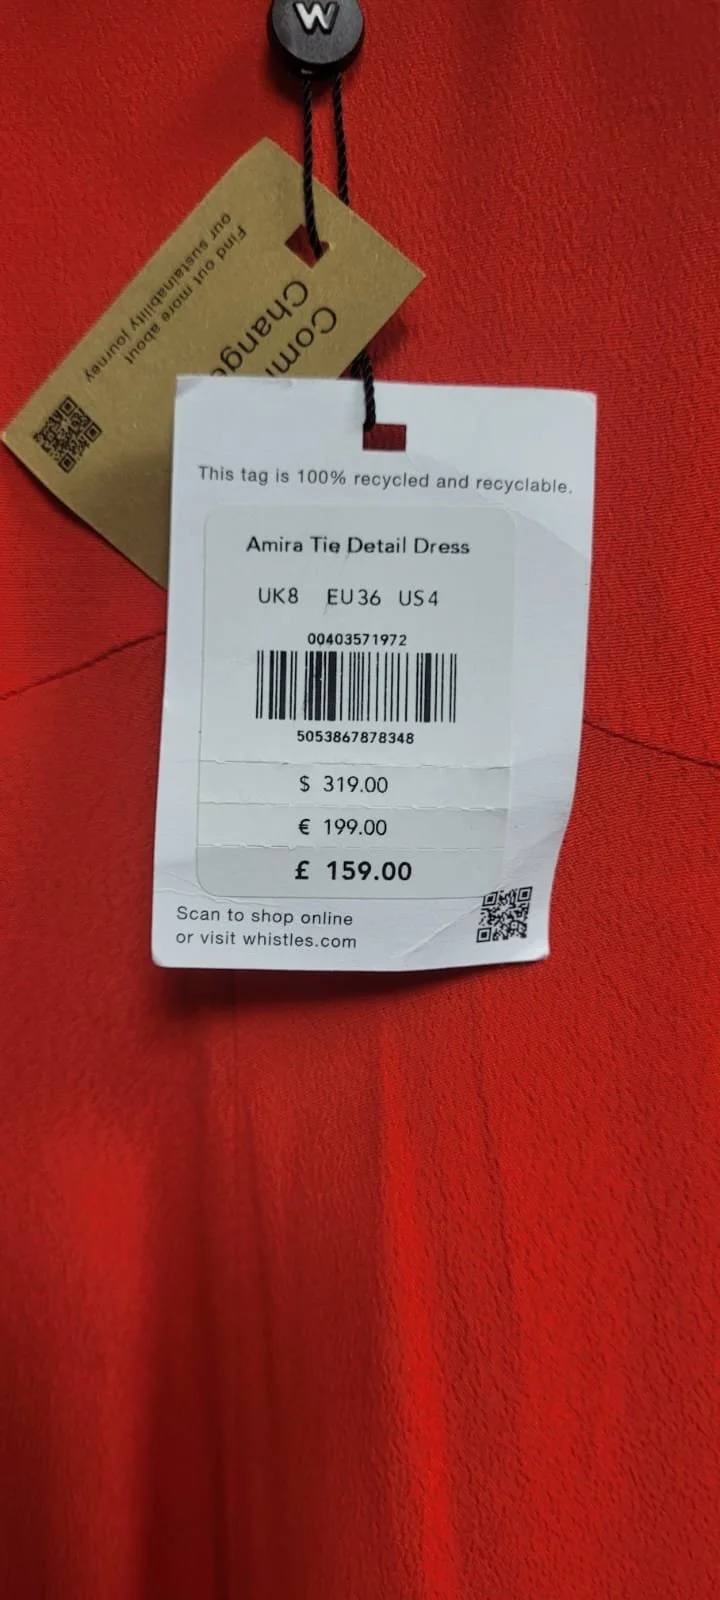 W
Find out more about
our sustainability journey
Change
This tag is 100% recycled and recyclable.
Amira Tie Detail Dress
UK8 EU36 US4
00403571972
5053867878348
$ 319.00
€ 199.00
£ 159.00
Scan to shop online
or visit whistles.com